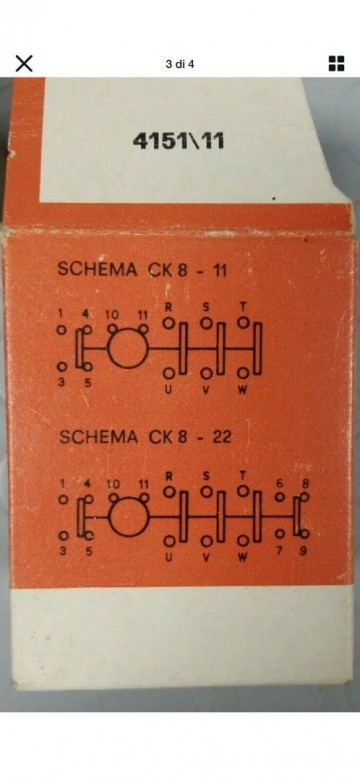 3 di 4
4151\11
SCHEMA CK 8 - 11
1 4 10 11 R S T
3 5 U V W
SCHEMA CK 8 - 22
1 4 10 11 R S T 6 8
3 5 U V W 7 9